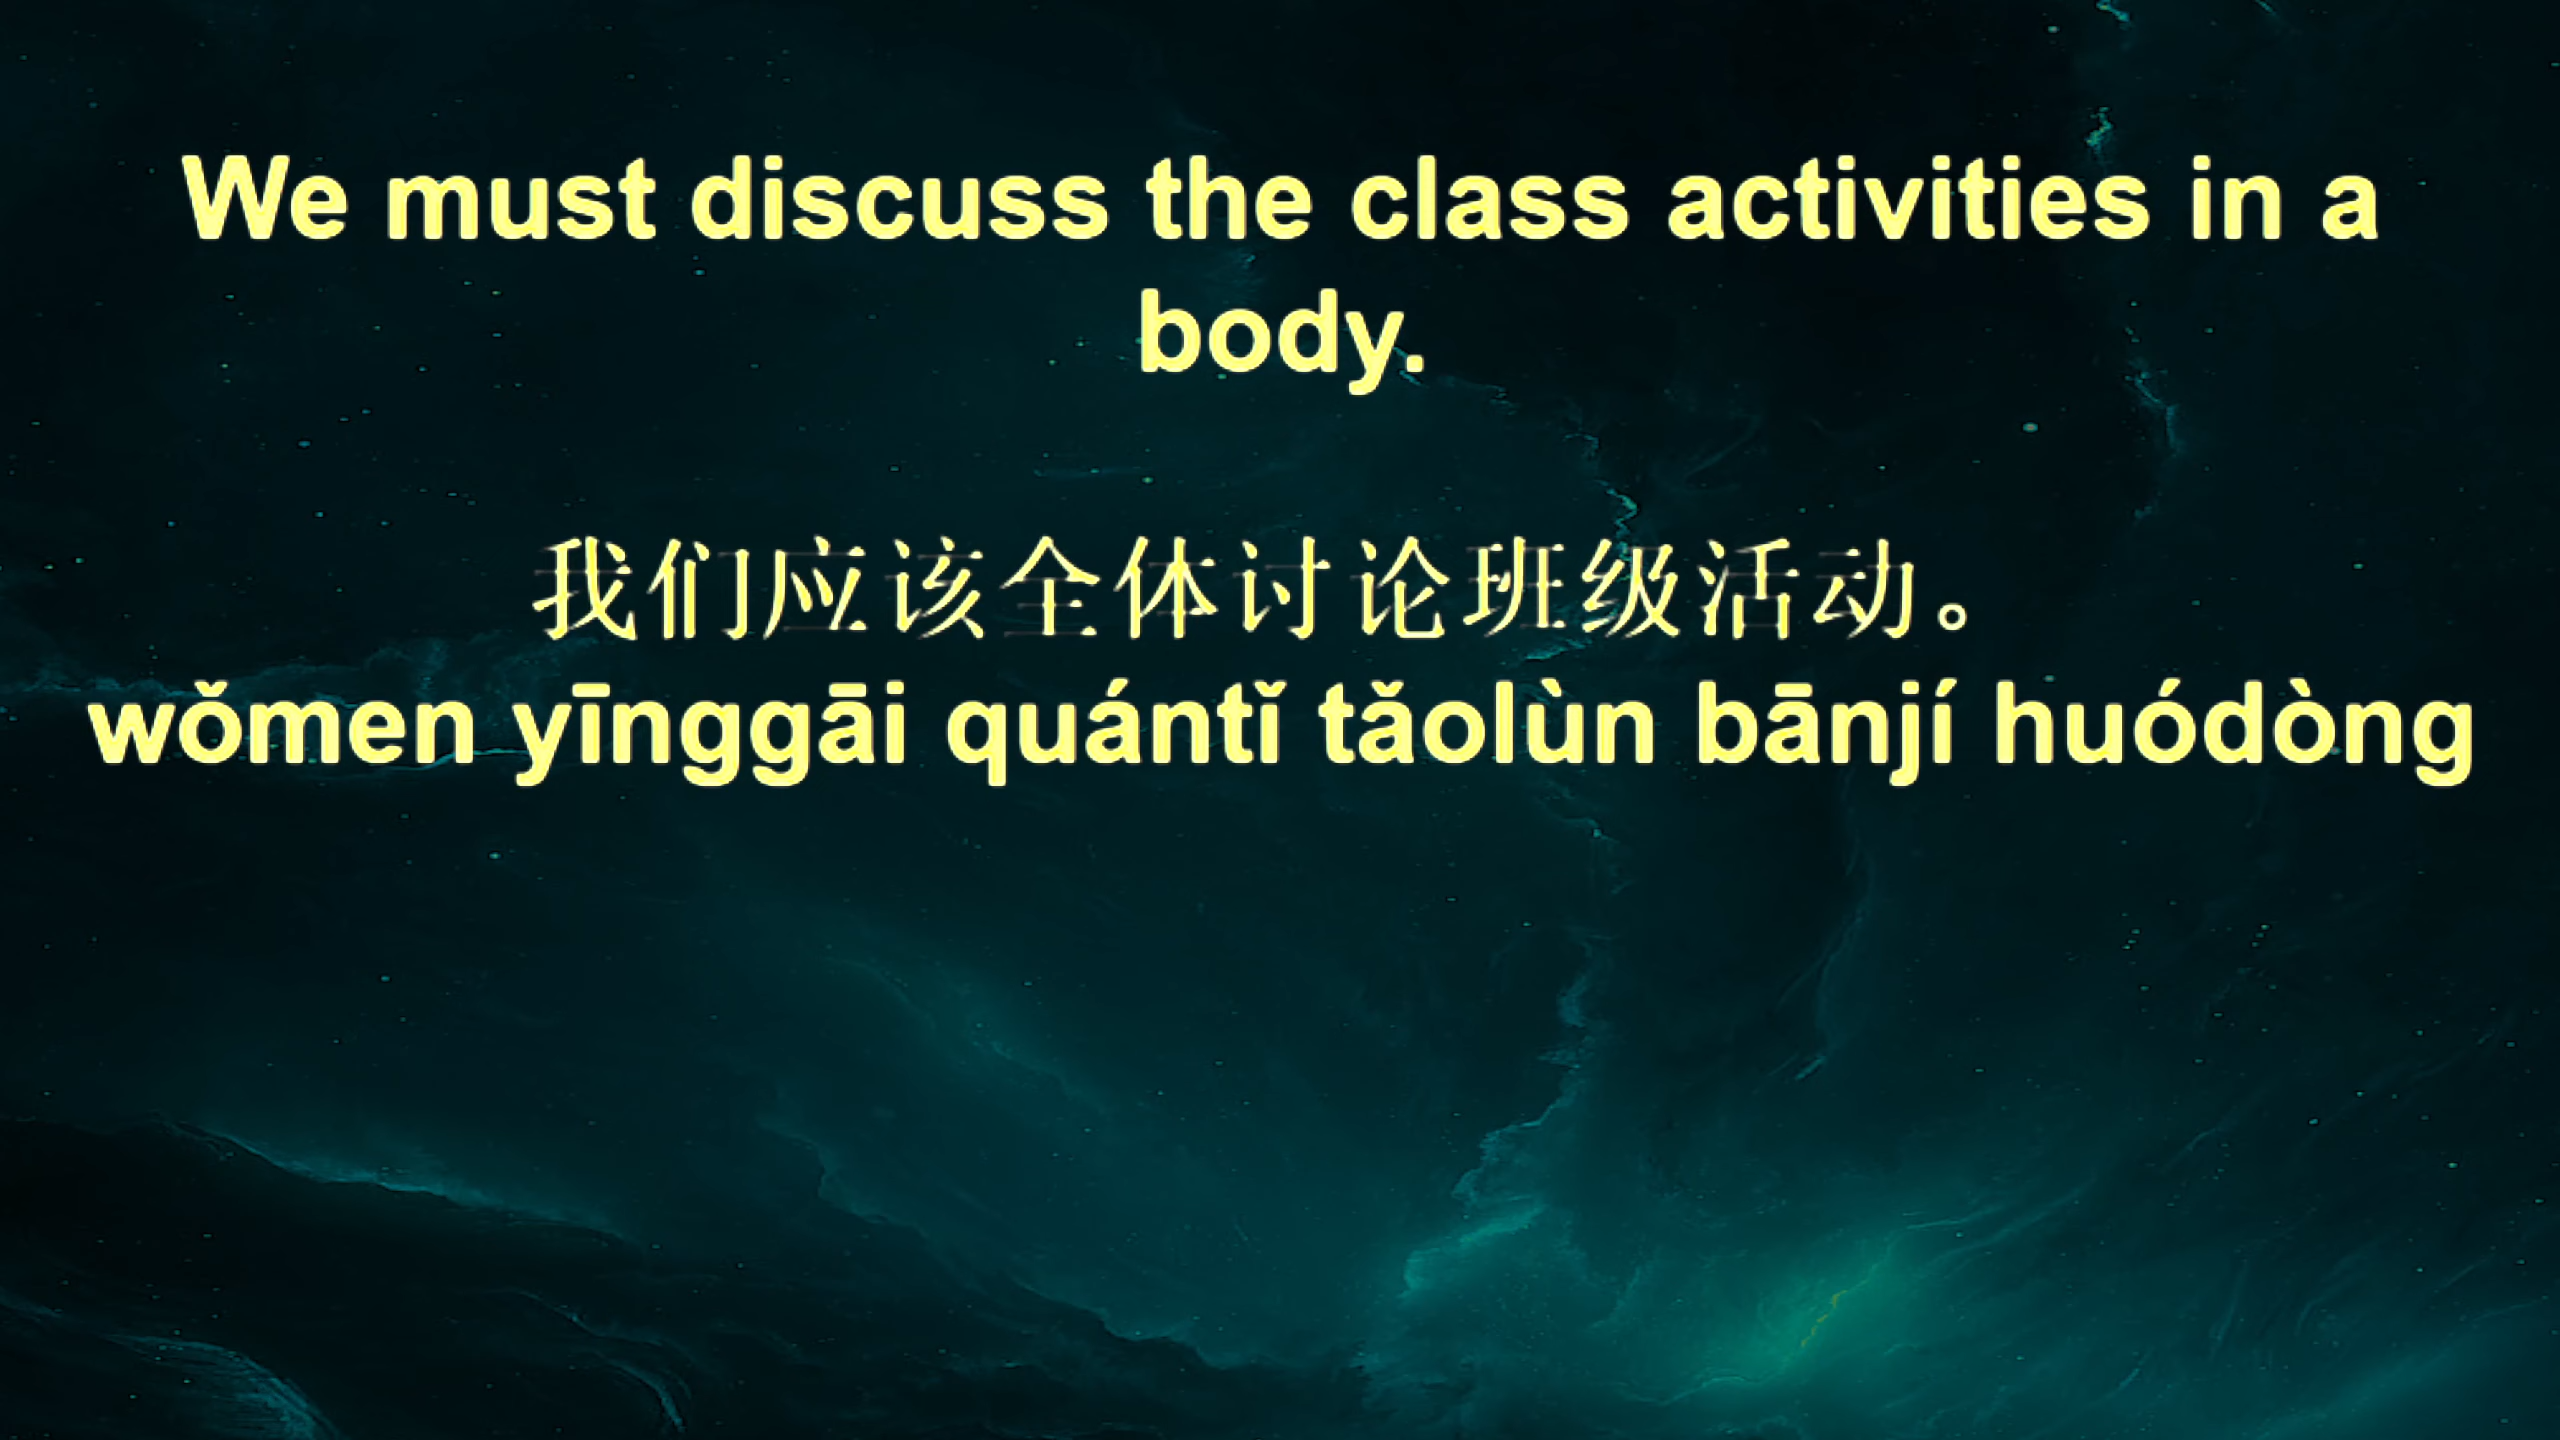 We must discuss the class activities in a
body.
我们应该全体讨论班级活动。
wǒmen yīnggāi quántǐ tǎolùn bānjí huódòng